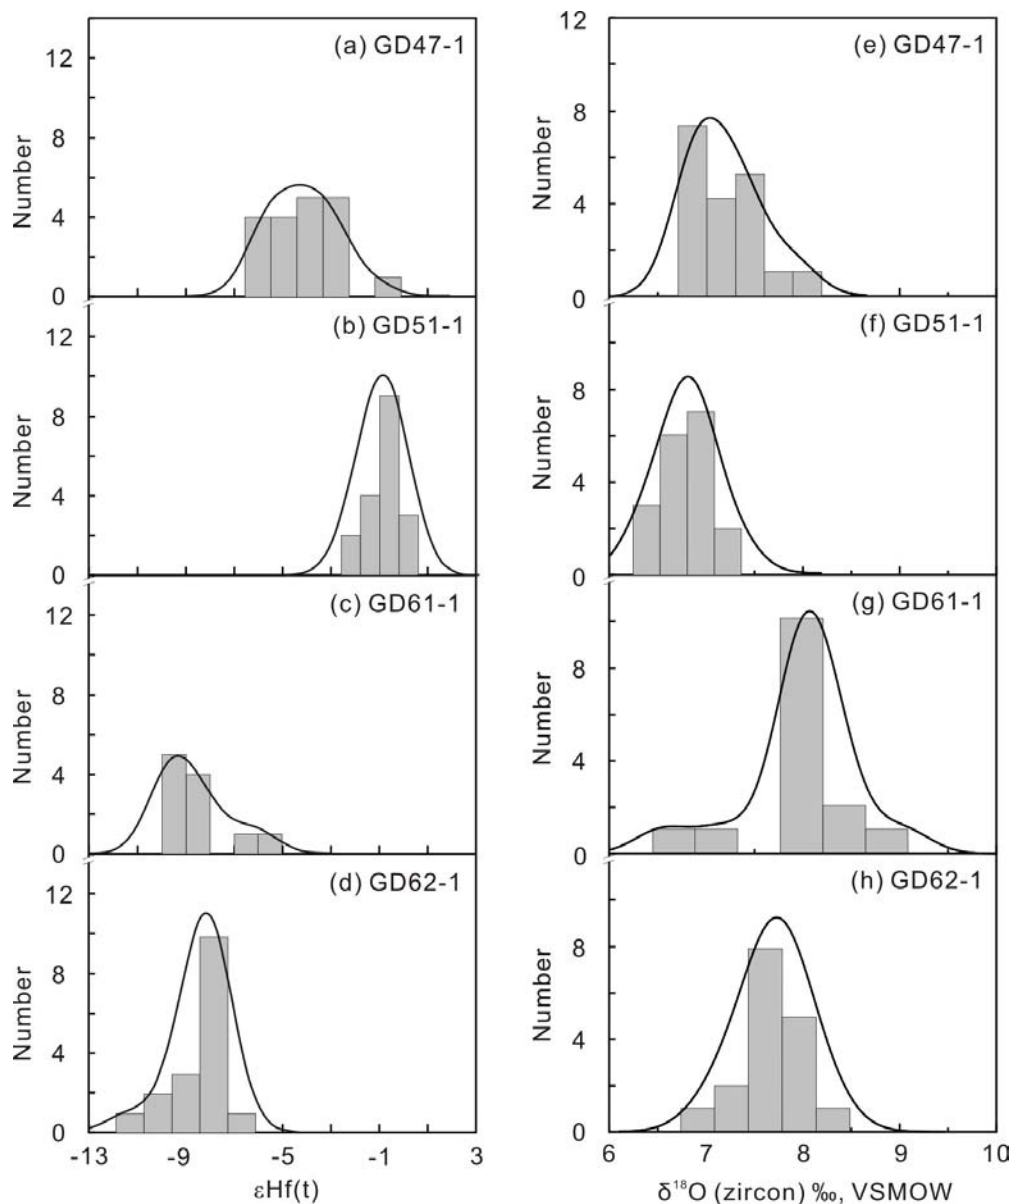 (a) GD47-1
Number
12
8
4
0
(b) GD51-1
Number
12
8
4
0
(c) GD61-1
Number
12
8
4
0
(d) GD62-1
Number
12
8
4
0
-13 -9 -5 -1 3
εHf(t)
(e) GD47-1
Number
12
8
4
0
(f) GD51-1
Number
8
4
0
(g) GD61-1
Number
8
4
0
(h) GD62-1
Number
8
4
0
6 7 8 9 10
δ¹⁸O (zircon) ‰, VSMOW